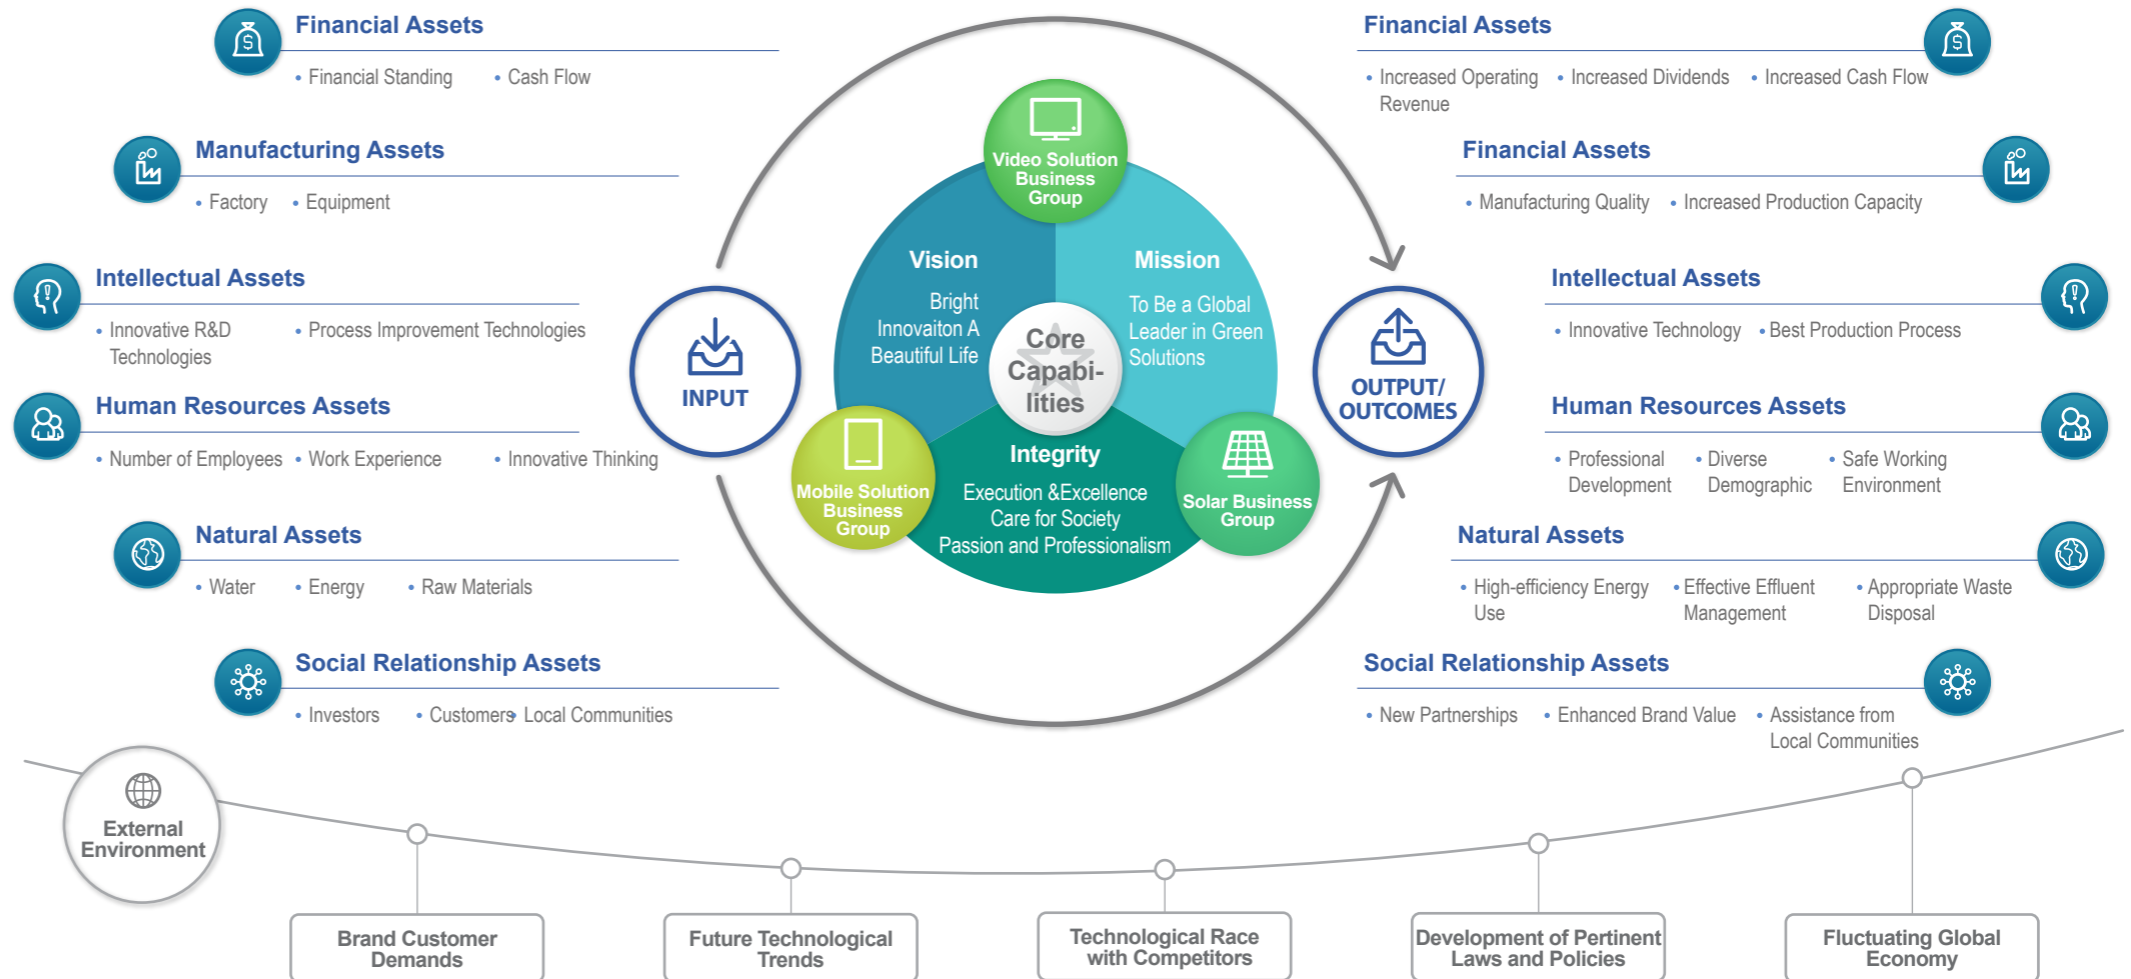 Financial Assets
• Financial Standing • Cash Flow
Manufacturing Assets
• Factory • Equipment
Intellectual Assets
• Innovative R&D
Technologies
• Process Improvement Technologies
Human Resources Assets
• Number of Employees • Work Experience • Innovative Thinking
Natural Assets
• Water • Energy • Raw Materials
Social Relationship Assets
• Investors • Customers • Local Communities
INPUT
Video Solution
Business
Group
Vision
Bright
Innovaiton A
Beautiful Life
Mission
To Be a Global
Leader in Green
Solutions
Core
Capabi-
lities
Integrity
Execution &Excellence
Care for Society
Passion and Professionalism
Mobile Solution
Business
Group
Solar Business
Group
OUTPUT/
OUTCOMES
Financial Assets
• Increased Operating
Revenue
• Increased Dividends
• Increased Cash Flow
Financial Assets
• Manufacturing Quality • Increased Production Capacity
Intellectual Assets
• Innovative Technology • Best Production Process
Human Resources Assets
• Professional
Development
• Diverse
Demographic
• Safe Working
Environment
Natural Assets
• High-efficiency Energy
Use
• Effective Effluent
Management
• Appropriate Waste
Disposal
Social Relationship Assets
• New Partnerships
• Enhanced Brand Value
• Assistance from
Local Communities
External
Environment
Brand Customer
Demands
Future Technological
Trends
Technological Race
with Competitors
Development of Pertinent
Laws and Policies
Fluctuating Global
Economy